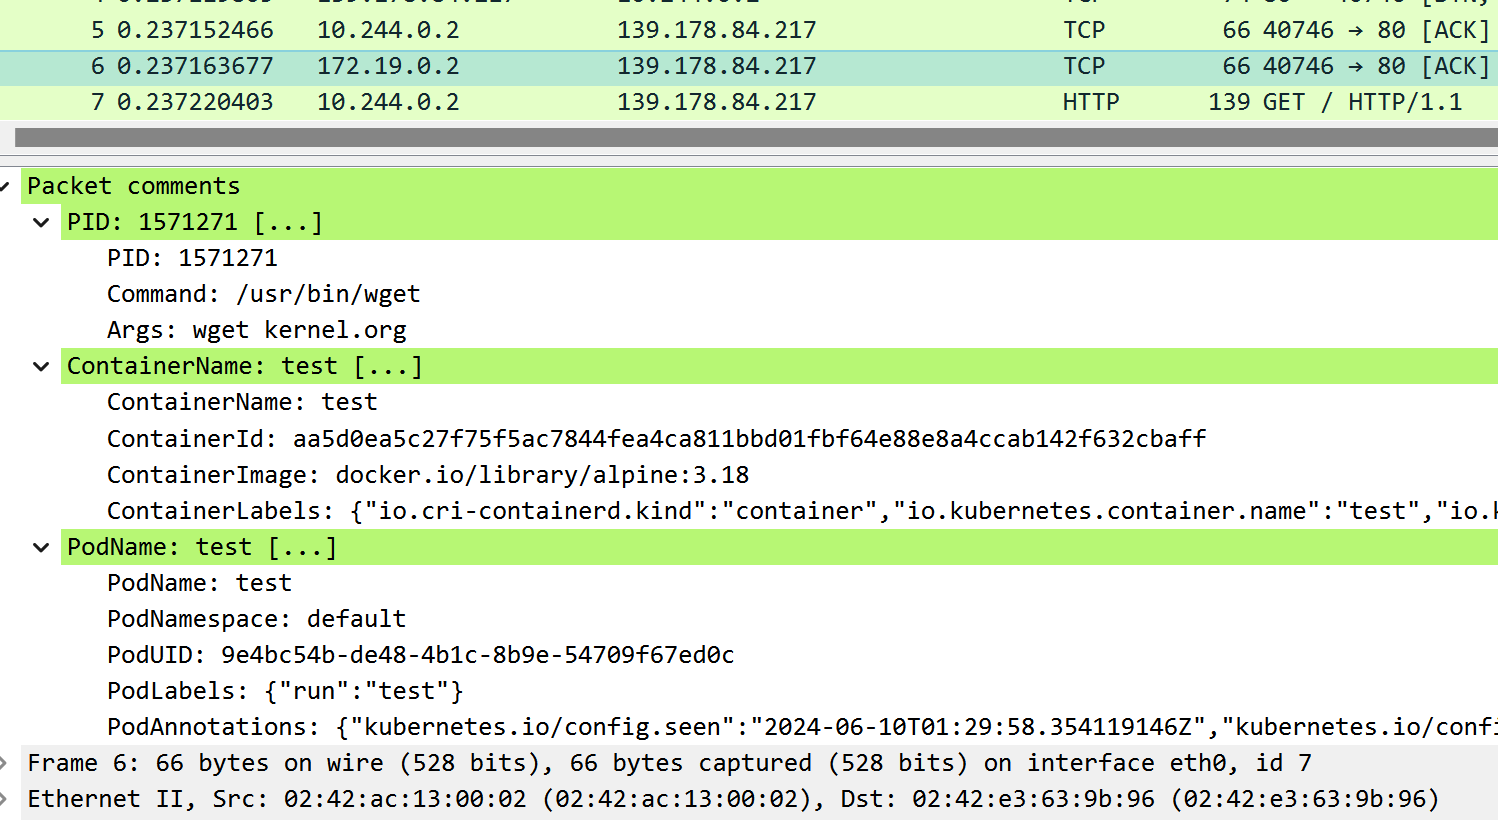 5 0.237152466 10.244.0.2 139.178.84.217 TCP 66 40746 → 80 [ACK]
6 0.237163677 172.19.0.2 139.178.84.217 TCP 66 40746 → 80 [ACK]
7 0.237220403 10.244.0.2 139.178.84.217 HTTP 139 GET / HTTP/1.1
Packet comments
PID: 1571271 [...]
PID: 1571271
Command: /usr/bin/wget
Args: wget kernel.org
ContainerName: test [...]
ContainerName: test
ContainerId: aa5d0ea5c27f75f5ac7844fea4ca811bbd01fbf64e88e8a4ccab142f632cbaff
ContainerImage: docker.io/library/alpine:3.18
ContainerLabels: {"io.cri-containerd.kind":"container","io.kubernetes.container.name":"test","io.k
PodName: test [...]
PodName: test
PodNamespace: default
PodUID: 9e4bc54b-de48-4b1c-8b9e-54709f67ed0c
PodLabels: {"run":"test"}
PodAnnotations: {"kubernetes.io/config.seen":"2024-06-10T01:29:58.354119146Z","kubernetes.io/confi
Frame 6: 66 bytes on wire (528 bits), 66 bytes captured (528 bits) on interface eth0, id 7
Ethernet II, Src: 02:42:ac:13:00:02 (02:42:ac:13:00:02), Dst: 02:42:e3:63:9b:96 (02:42:e3:63:9b:96)